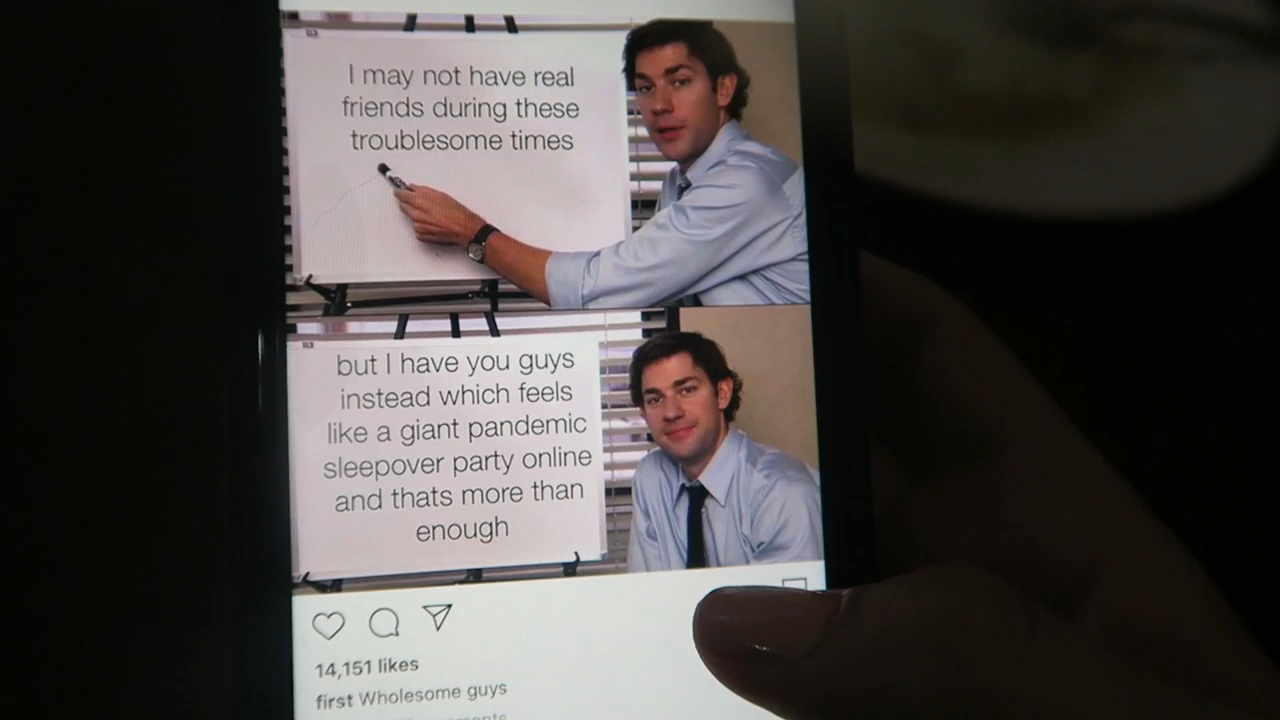 I may not have real
friends during these
troublesome times
but I have you guys
instead which feels
like a giant pandemic
sleepover party online
and thats more than
enough
14,151 likes
first Wholesome guys